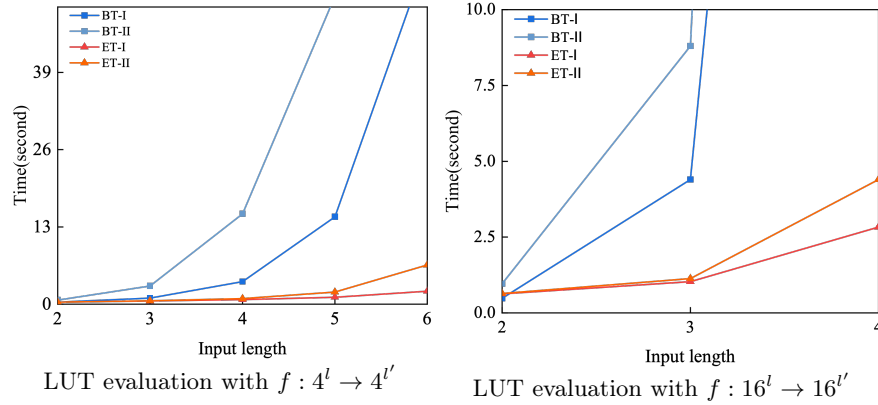 BT-I
BT-II
ET-I
ET-II
39
26
13
0
Time(second)
2 3 4 5 6
Input length
LUT evaluation with f : 4^l → 4^l′
BT-I
BT-II
ET-I
ET-II
10.0
7.5
5.0
2.5
0.0
Time(second)
2 3 4
Input length
LUT evaluation with f : 16^l → 16^l′